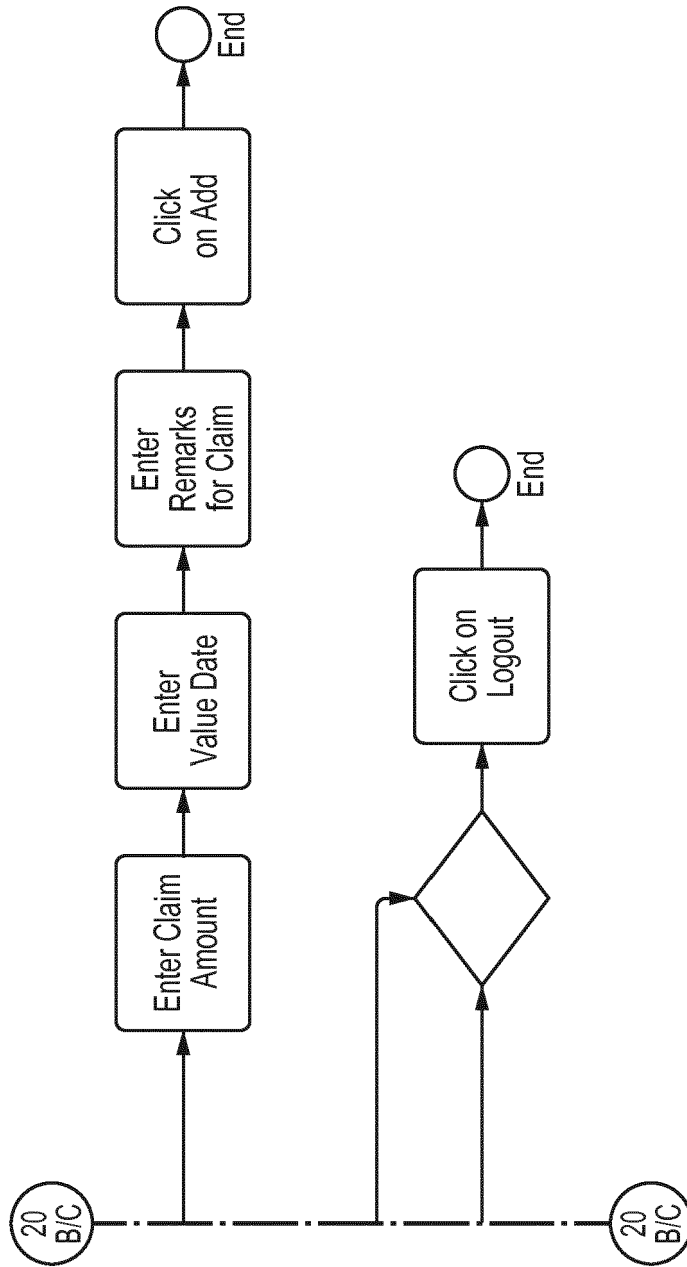 20
B/C
Enter Claim
Amount
Enter
Value Date
Enter
Remarks
for Claim
Click
on Add
End
Click on
Logout
End
20
B/C